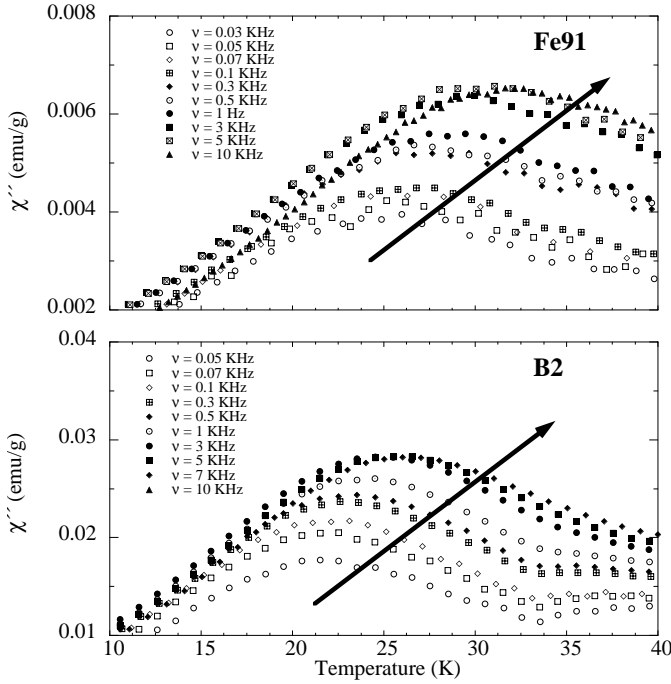 0.008
Fe91
ν = 0.03 KHz
ν = 0.05 KHz
ν = 0.07 KHz
ν = 0.1 KHz
ν = 0.3 KHz
ν = 0.5 KHz
ν = 1 Hz
ν = 3 KHz
ν = 5 KHz
ν = 10 KHz
0.006
χ´´ (emu/g)
0.004
0.002
0.04
B2
ν = 0.05 KHz
ν = 0.07 KHz
ν = 0.1 KHz
ν = 0.3 KHz
ν = 0.5 KHz
ν = 1 KHz
ν = 3 KHz
ν = 5 KHz
ν = 7 KHz
ν = 10 KHz
0.03
χ´´ (emu/g)
0.02
0.01
10 15 20 25 30 35 40
Temperature (K)